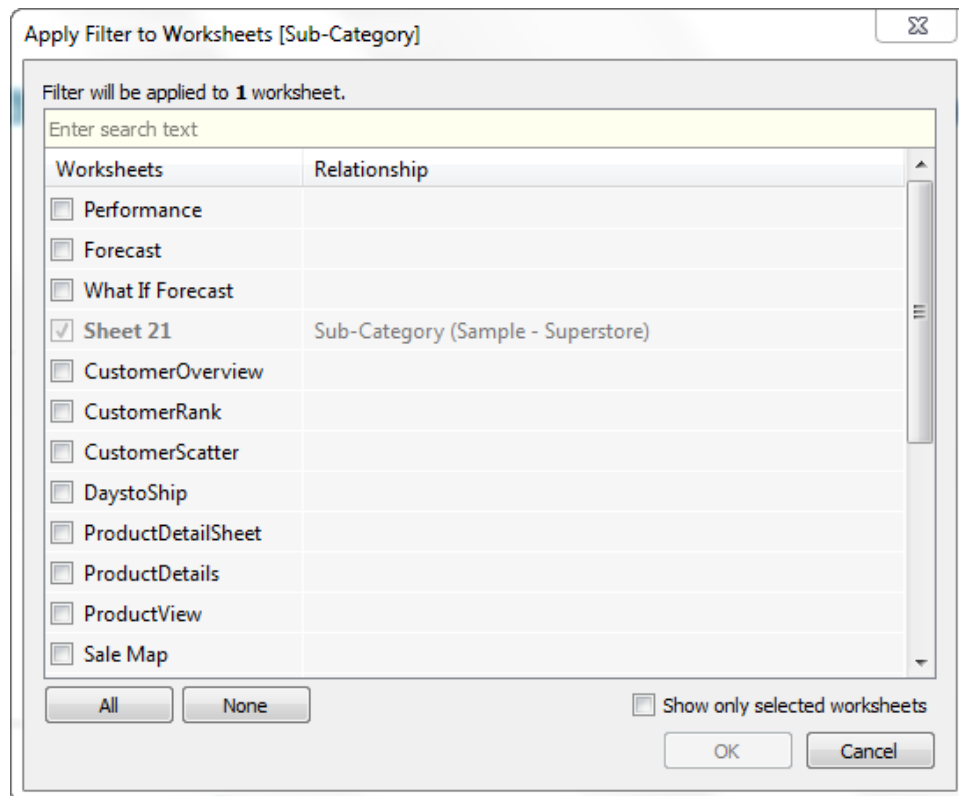 Apply Filter to Worksheets [Sub-Category]
Filter will be applied to 1 worksheet.
Enter search text
Worksheets Relationship
Performance
Forecast
What If Forecast
Sheet 21 Sub-Category (Sample - Superstore)
CustomerOverview
CustomerRank
CustomerScatter
DaystoShip
ProductDetailSheet
ProductDetails
ProductView
Sale Map
All None Show only selected worksheets
OK Cancel